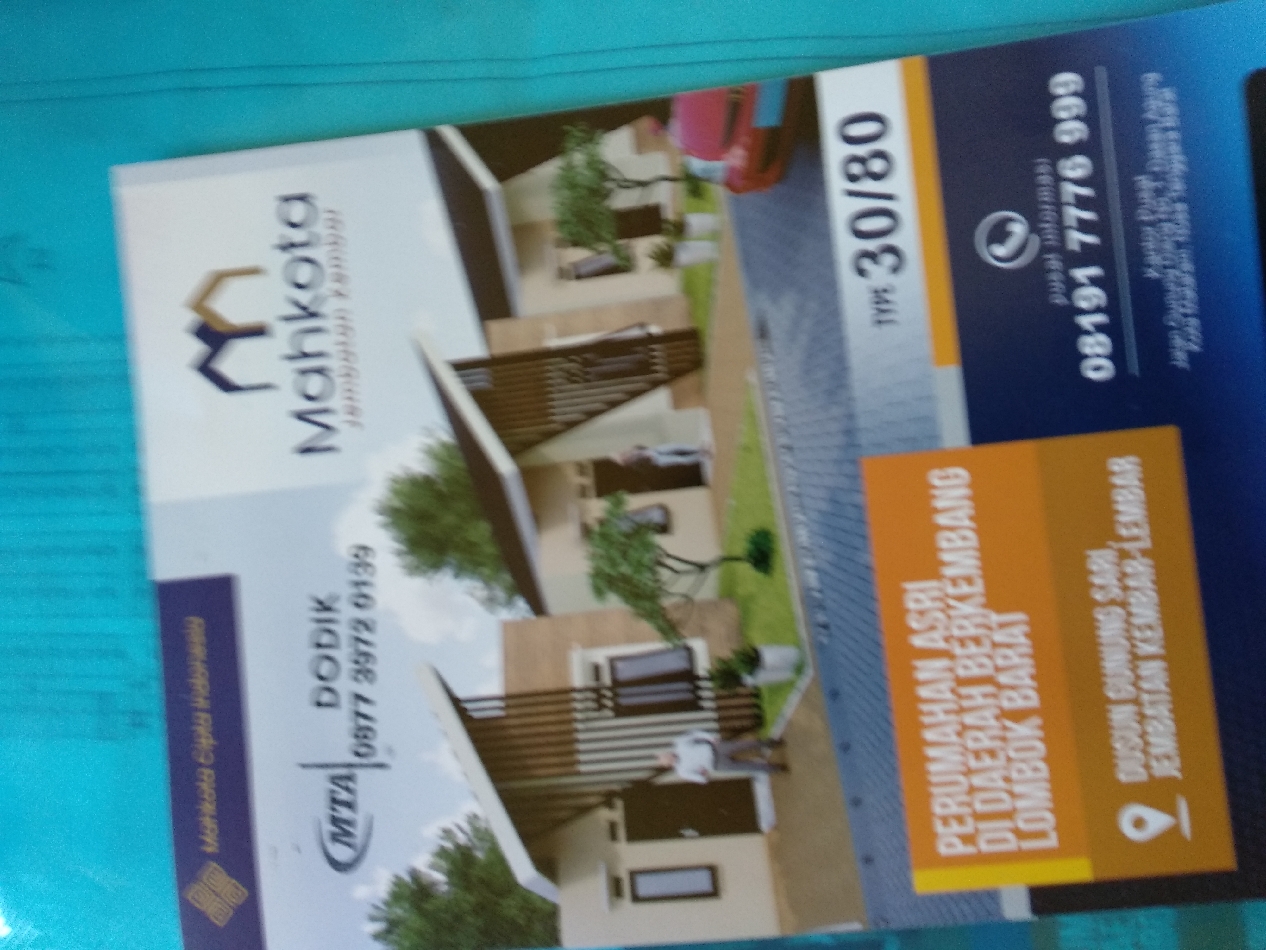 Mahkota Cipta Indonesia
Mahkota
Jembatan Kembar
CMTA
DODIK
0877 3972 0139
TYPE 30/80
PERUMAHAN ASRI
DI DAERAH BERKEMBANG
LOMBOK BARAT
DUSUN GUNUNG SARI,
JEMBATAN KEMBAR-LEMBAR
pusat informasi
08191 7776 999
Kantor Pusat
Jalan Gunung Dasan Agung
Kota Mataram, Nusa Tenggara Barat